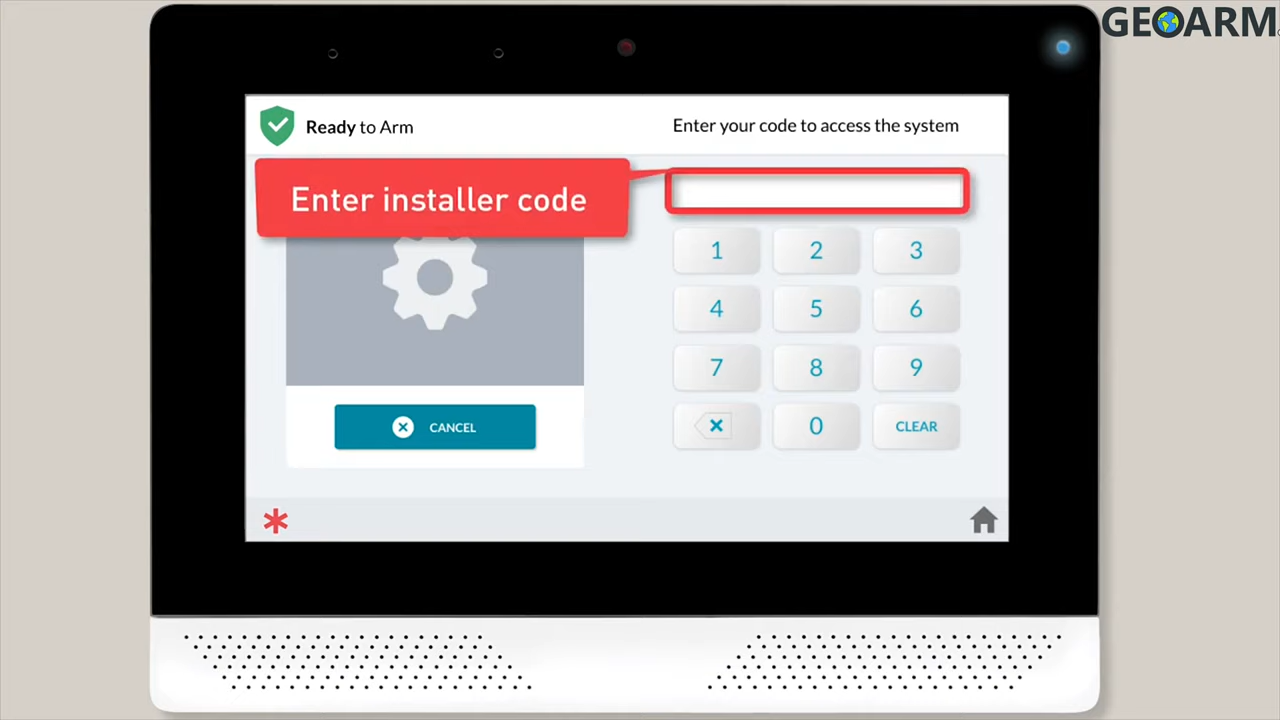 GEOARM
Ready to Arm
Enter your code to access the system
Enter installer code
1 2 3
4 5 6
7 8 9
0 CLEAR
CANCEL